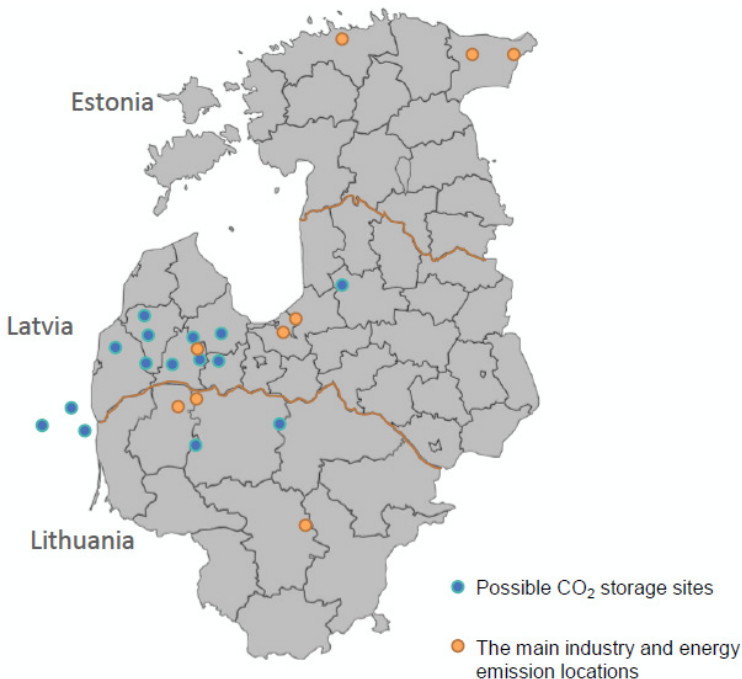 Estonia
Latvia
Lithuania
Possible CO₂ storage sites
The main industry and energy
emission locations